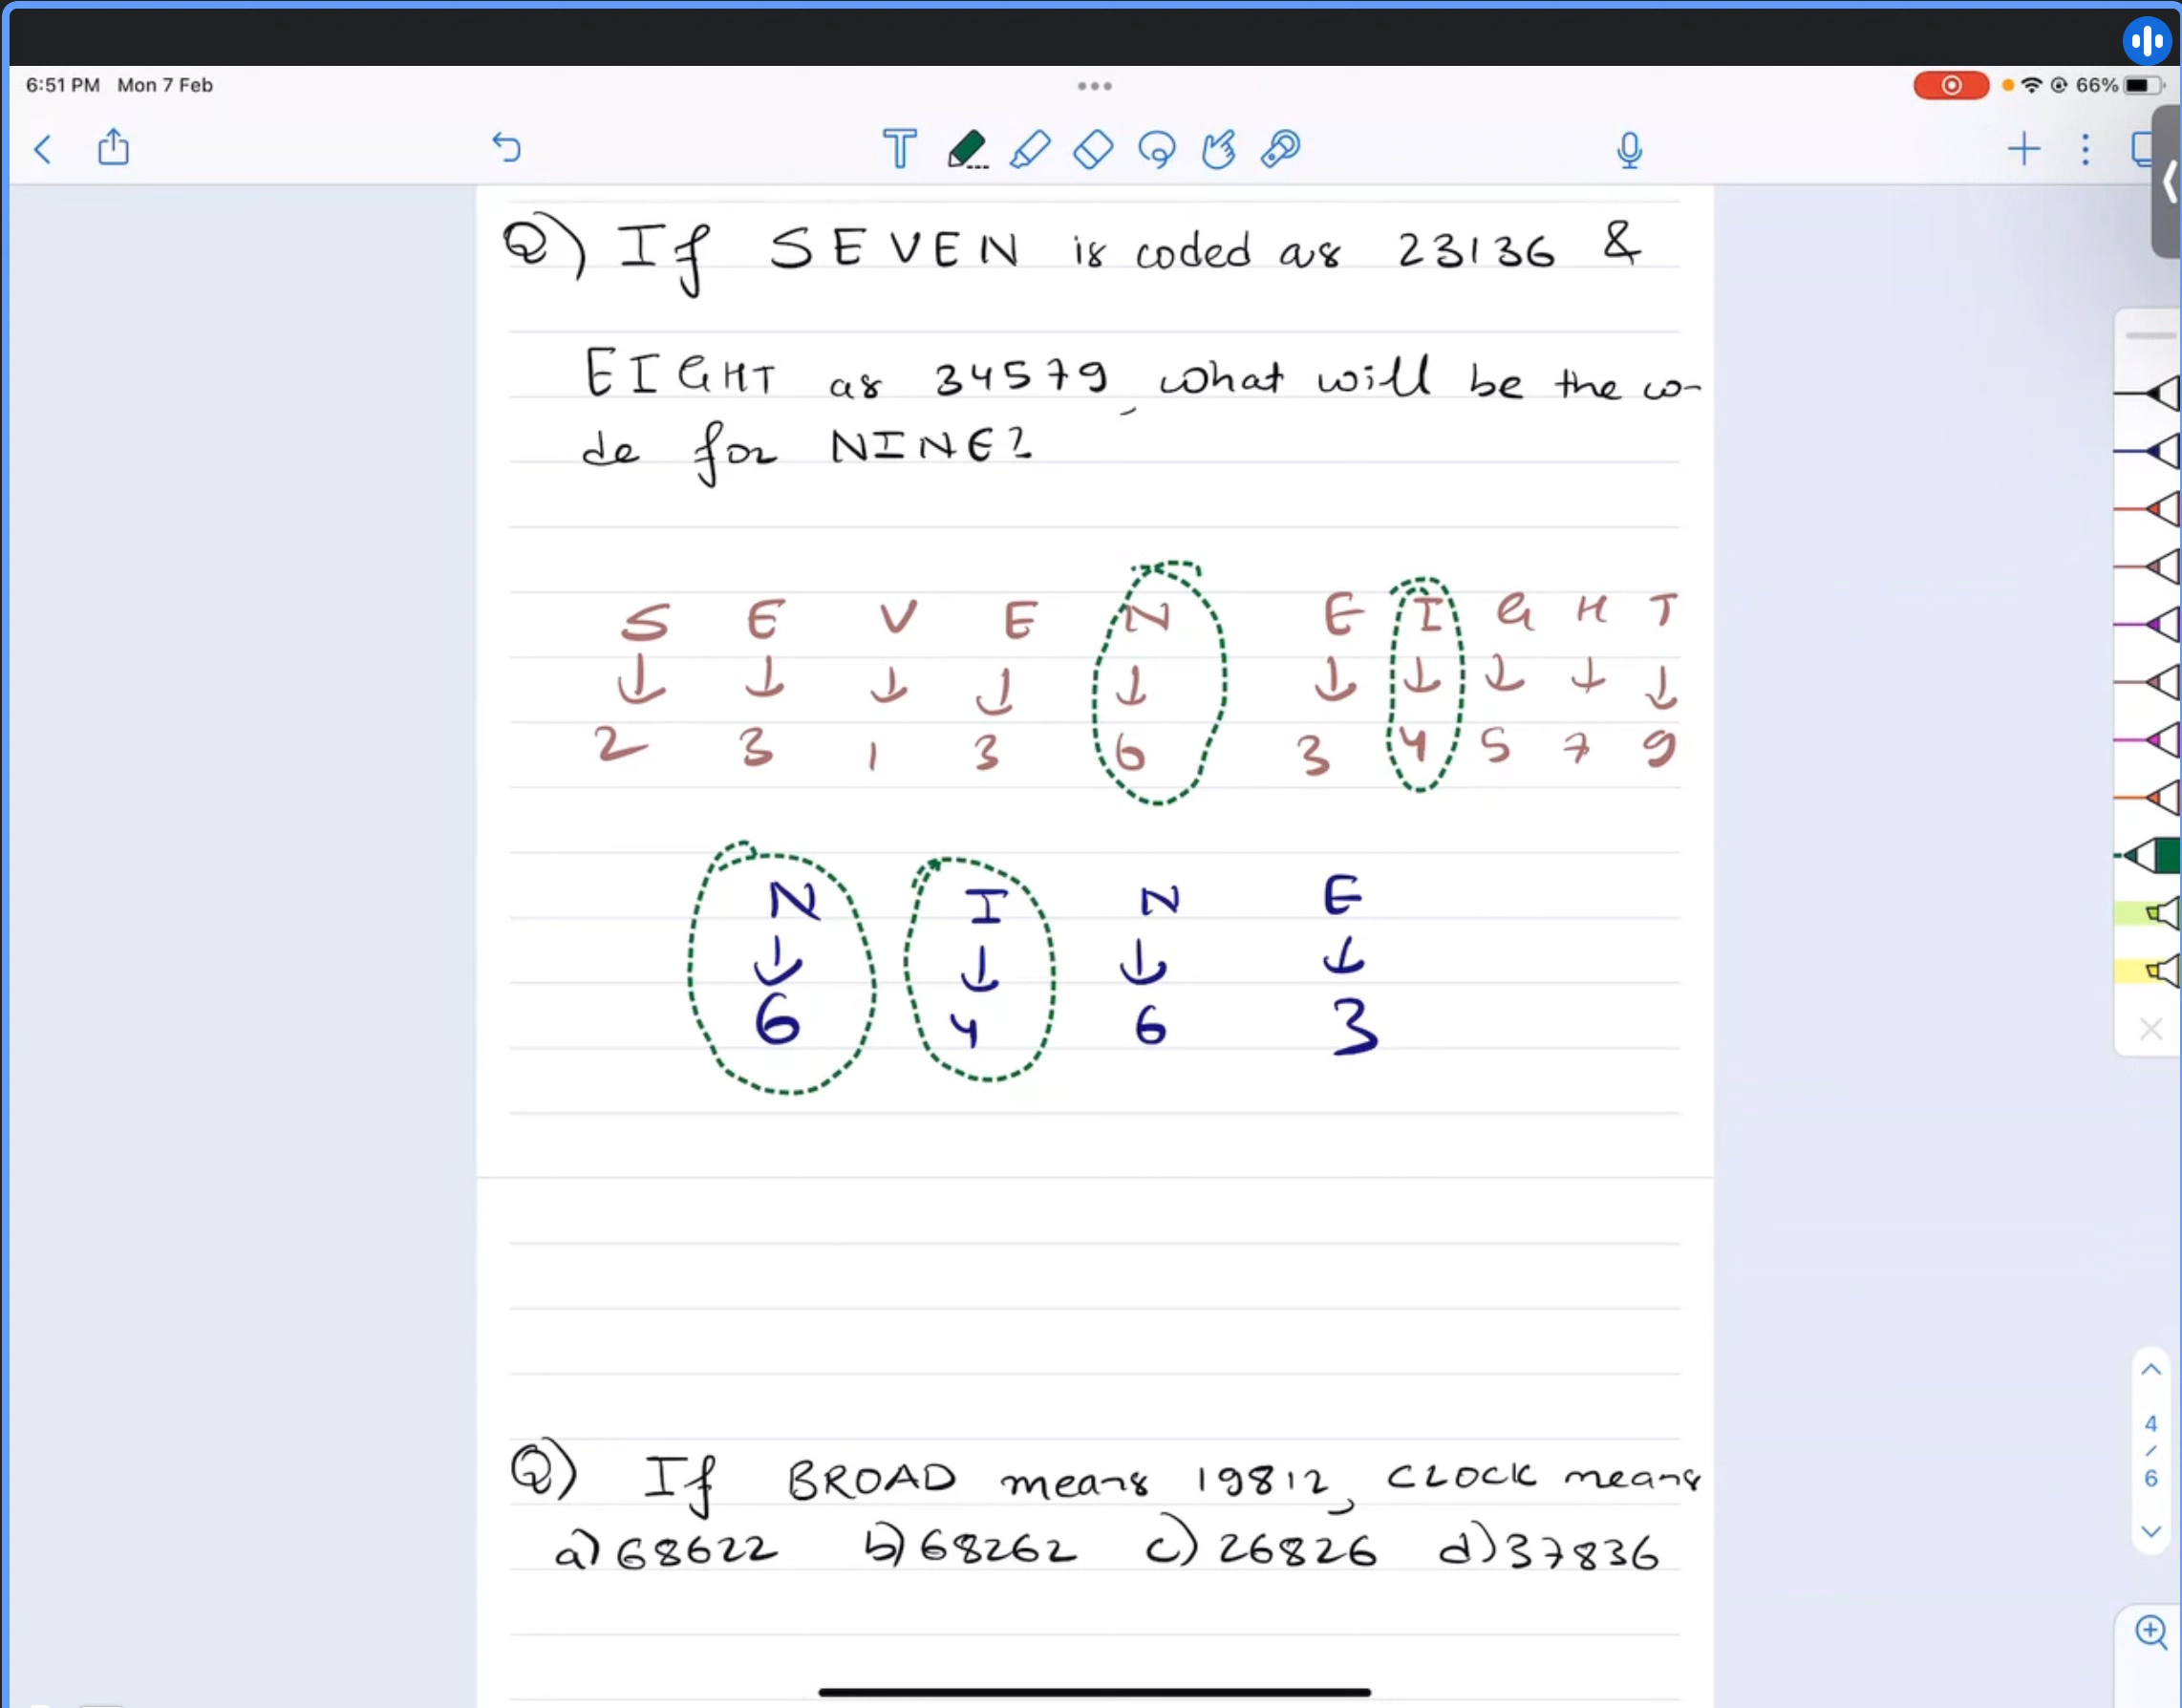 6:51 PM Mon 7 Feb
66%
T
Q) If SEVEN is coded as 23136 &
EIGHT as 34579, what will be the co-
de for NINE?
S E V E N E I G H T
↓ ↓ ↓ ↓ ↓ ↓ ↓ ↓ ↓ ↓
2 3 1 3 6 3 4 5 7 9
N I N E
↓ ↓ ↓ ↓
6 4 6 3
Q) If BROAD means 19812, CLOCK means
a) 68622 b) 68262 c) 26826 d) 37836
4
/
6